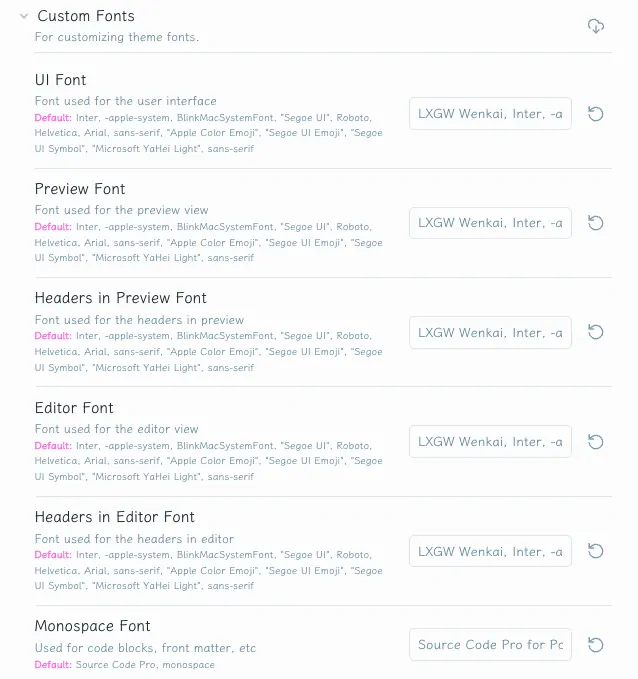 Custom Fonts
For customizing theme fonts.
UI Font
Font used for the user interface
Default: Inter, -apple-system, BlinkMacSystemFont, "Segoe UI", Roboto,
Helvetica, Arial, sans-serif, "Apple Color Emoji", "Segoe UI Emoji", "Segoe
UI Symbol", "Microsoft YaHei Light", sans-serif
LXGW Wenkai, Inter, -a
Preview Font
Font used for the preview view
Default: Inter, -apple-system, BlinkMacSystemFont, "Segoe UI", Roboto,
Helvetica, Arial, sans-serif, "Apple Color Emoji", "Segoe UI Emoji", "Segoe
UI Symbol", "Microsoft YaHei Light", sans-serif
LXGW Wenkai, Inter, -a
Headers in Preview Font
Font used for the headers in preview
Default: Inter, -apple-system, BlinkMacSystemFont, "Segoe UI", Roboto,
Helvetica, Arial, sans-serif, "Apple Color Emoji", "Segoe UI Emoji", "Segoe
UI Symbol", "Microsoft YaHei Light", sans-serif
LXGW Wenkai, Inter, -a
Editor Font
Font used for the editor view
Default: Inter, -apple-system, BlinkMacSystemFont, "Segoe UI", Roboto,
Helvetica, Arial, sans-serif, "Apple Color Emoji", "Segoe UI Emoji", "Segoe
UI Symbol", "Microsoft YaHei Light", sans-serif
LXGW Wenkai, Inter, -a
Headers in Editor Font
Font used for the headers in editor
Default: Inter, -apple-system, BlinkMacSystemFont, "Segoe UI", Roboto,
Helvetica, Arial, sans-serif, "Apple Color Emoji", "Segoe UI Emoji", "Segoe
UI Symbol", "Microsoft YaHei Light", sans-serif
LXGW Wenkai, Inter, -a
Monospace Font
Used for code blocks, front matter, etc
Default: Source Code Pro, monospace
Source Code Pro for Po